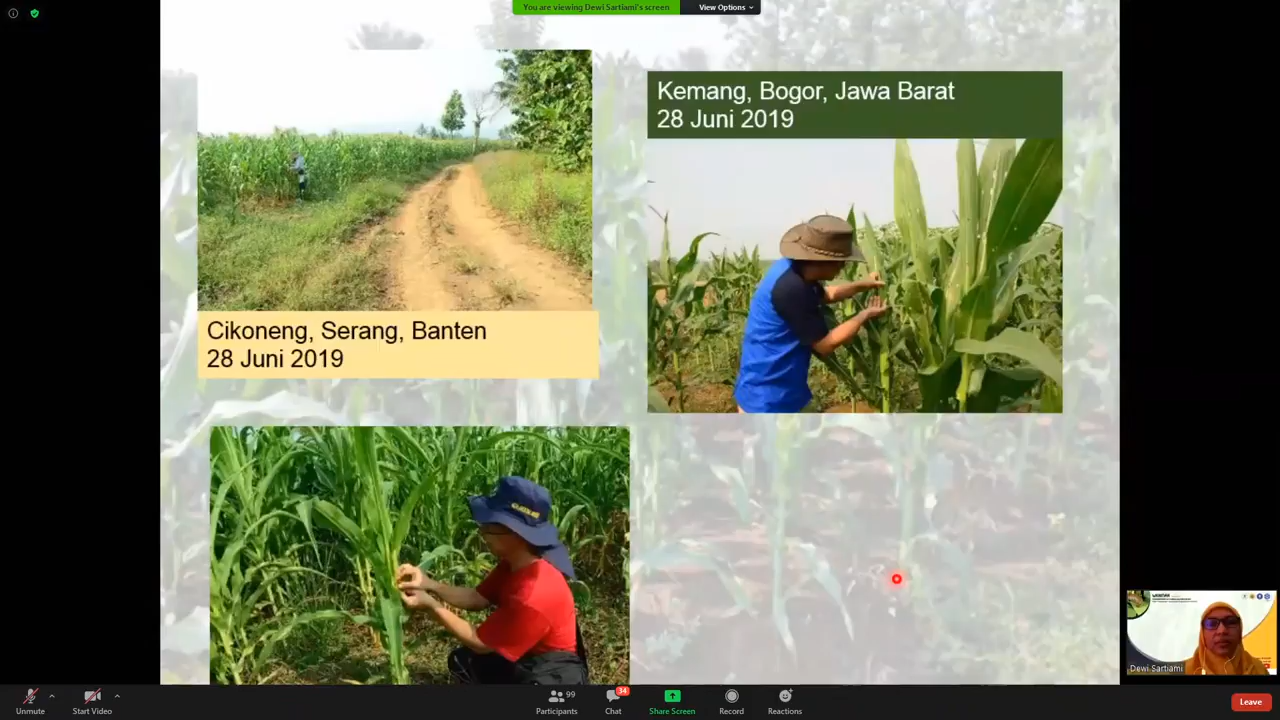 You are viewing Dewi Sartiami's screen
View Options
Kemang, Bogor, Jawa Barat
28 Juni 2019
Cikoneng, Serang, Banten
28 Juni 2019
Dewi Sartiami
Unmute
Start Video
99
Participants
34
Chat
Share Screen
Record
Reactions
Leave